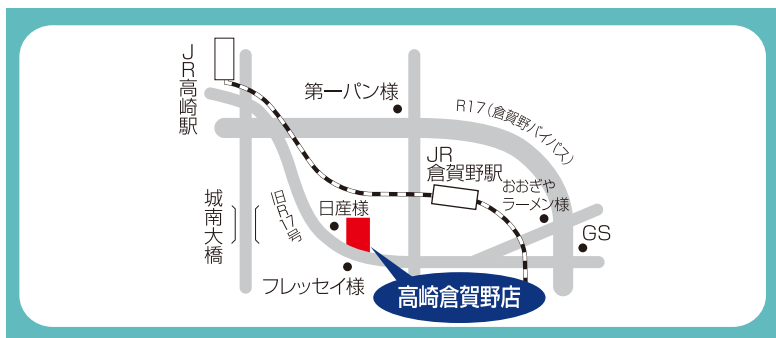 JR高崎駅
第一パン様
R17(倉賀野バイパス)
JR
倉賀野駅
おおぎや
ラーメン様
城南大橋
旧R17号
日産様
GS
フレッセイ様
高崎倉賀野店